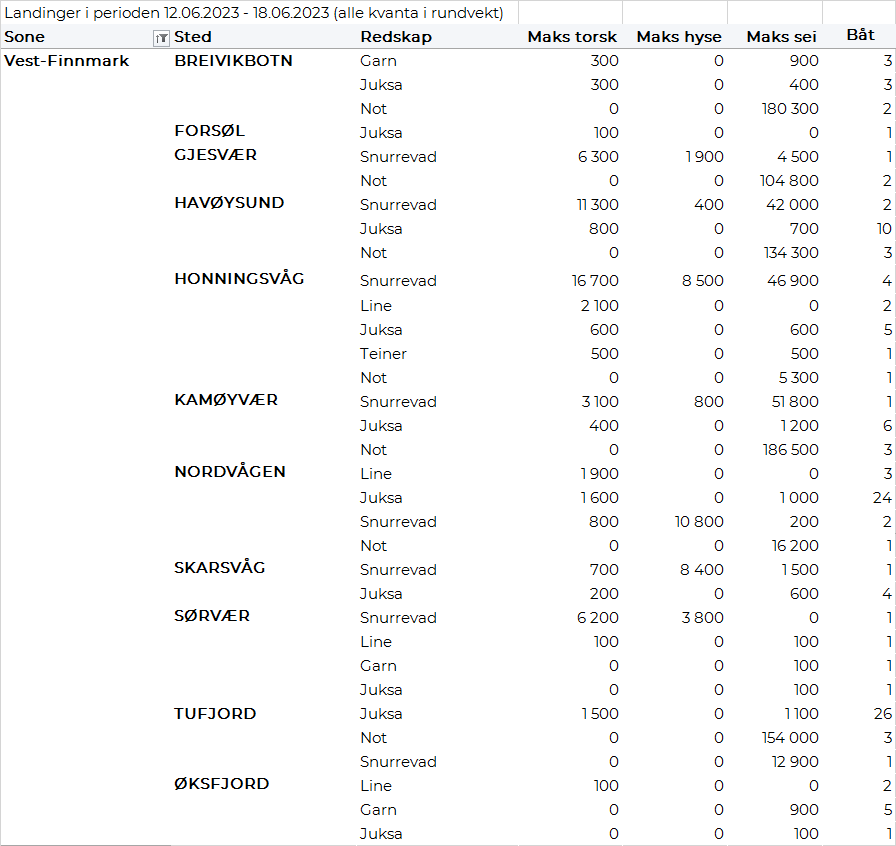 Landinger i perioden 12.06.2023 - 18.06.2023 (alle kvanta i rundvekt)
Sone Sted Redskap Maks torsk Maks hyse Maks sei Båt
Vest-Finnmark BREIVIKBOTN Garn 300 0 900 3
Juksa 300 0 400 3
Not 0 0 180 300 2
FORSØL Juksa 100 0 0 1
GJESVÆR Snurrevad 6 300 1 900 4 500 1
Not 0 0 104 800 2
HAVØYSUND Snurrevad 11 300 400 42 000 2
Juksa 800 0 700 10
Not 0 0 134 300 3
HONNINGSVÅG Snurrevad 16 700 8 500 46 900 4
Line 2 100 0 0 2
Juksa 600 0 600 5
Teiner 500 0 500 1
Not 0 0 5 300 1
KAMØYVÆR Snurrevad 3 100 800 51 800 1
Juksa 400 0 1 200 6
Not 0 0 186 500 3
NORDVÅGEN Line 1 900 0 0 3
Juksa 1 600 0 1 000 24
Snurrevad 800 10 800 200 2
Not 0 0 16 200 1
SKARSVÅG Snurrevad 700 8 400 1 500 1
Juksa 200 0 600 4
SØRVÆR Snurrevad 6 200 3 800 0 1
Line 100 0 100 1
Garn 0 0 100 1
Juksa 0 0 100 1
TUFJORD Juksa 1 500 0 1 100 26
Not 0 0 154 000 3
Snurrevad 0 0 12 900 1
ØKSFJORD Line 100 0 0 2
Garn 0 0 900 5
Juksa 0 0 100 1